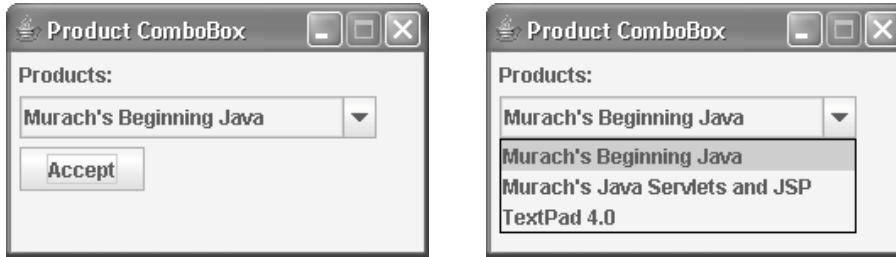 Product ComboBox
Products:
Murach's Beginning Java
Accept
Product ComboBox
Products:
Murach's Beginning Java
Murach's Beginning Java
Murach's Java Servlets and JSP
TextPad 4.0